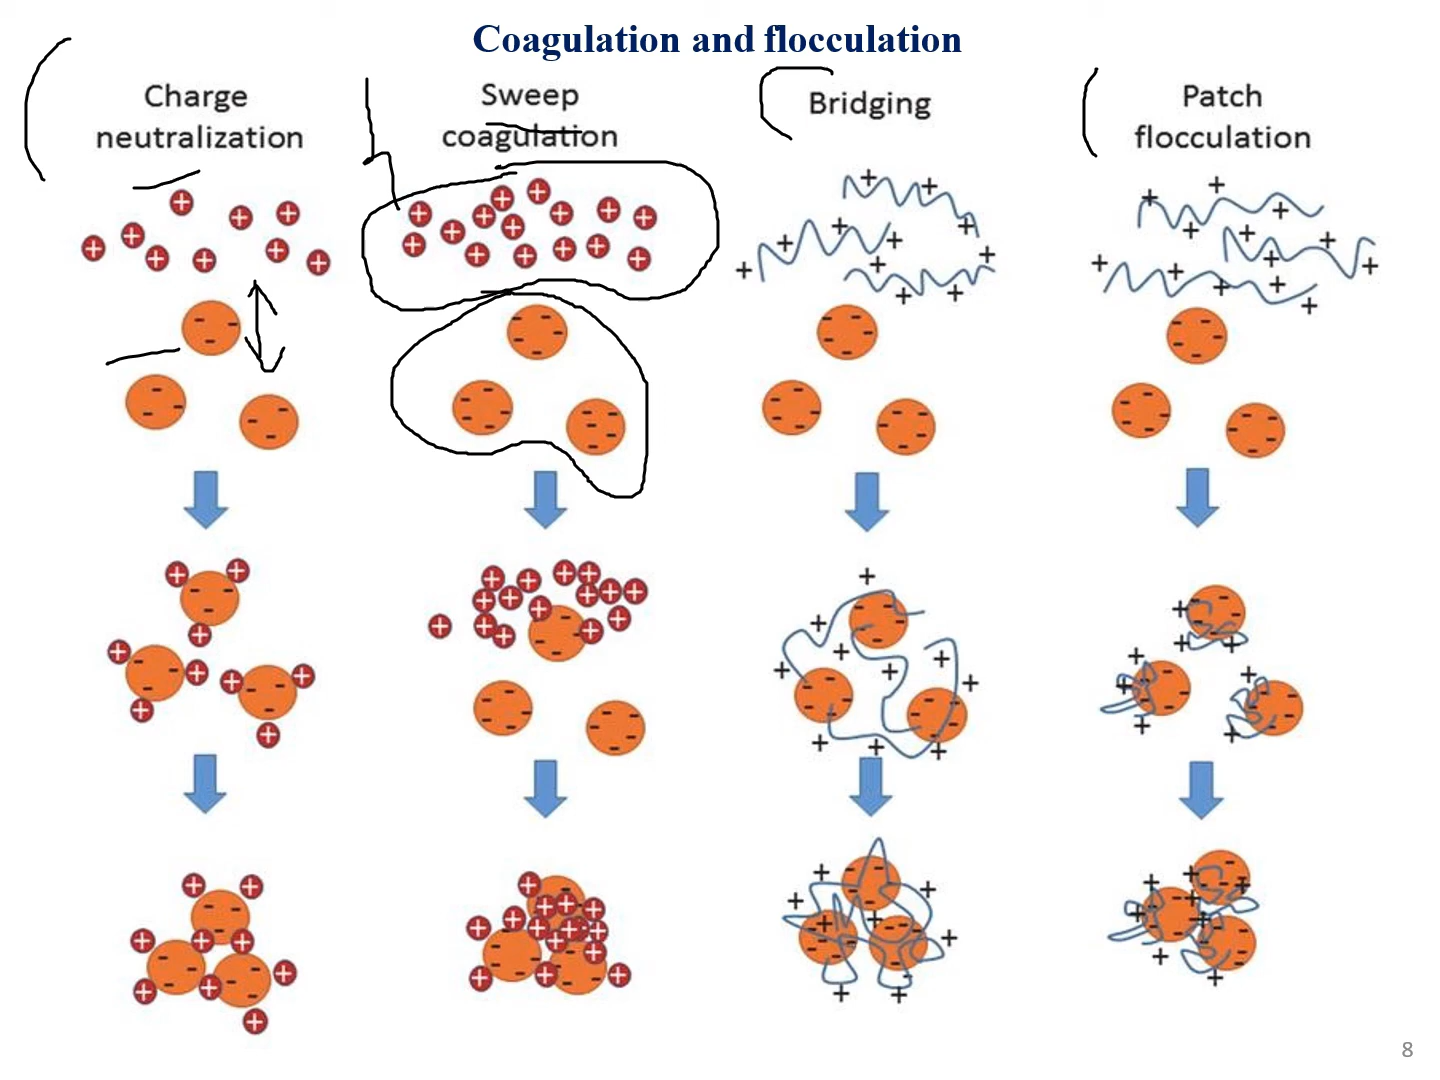 Coagulation and flocculation
Charge
neutralization
Sweep
coagulation
Bridging
Patch
flocculation
8